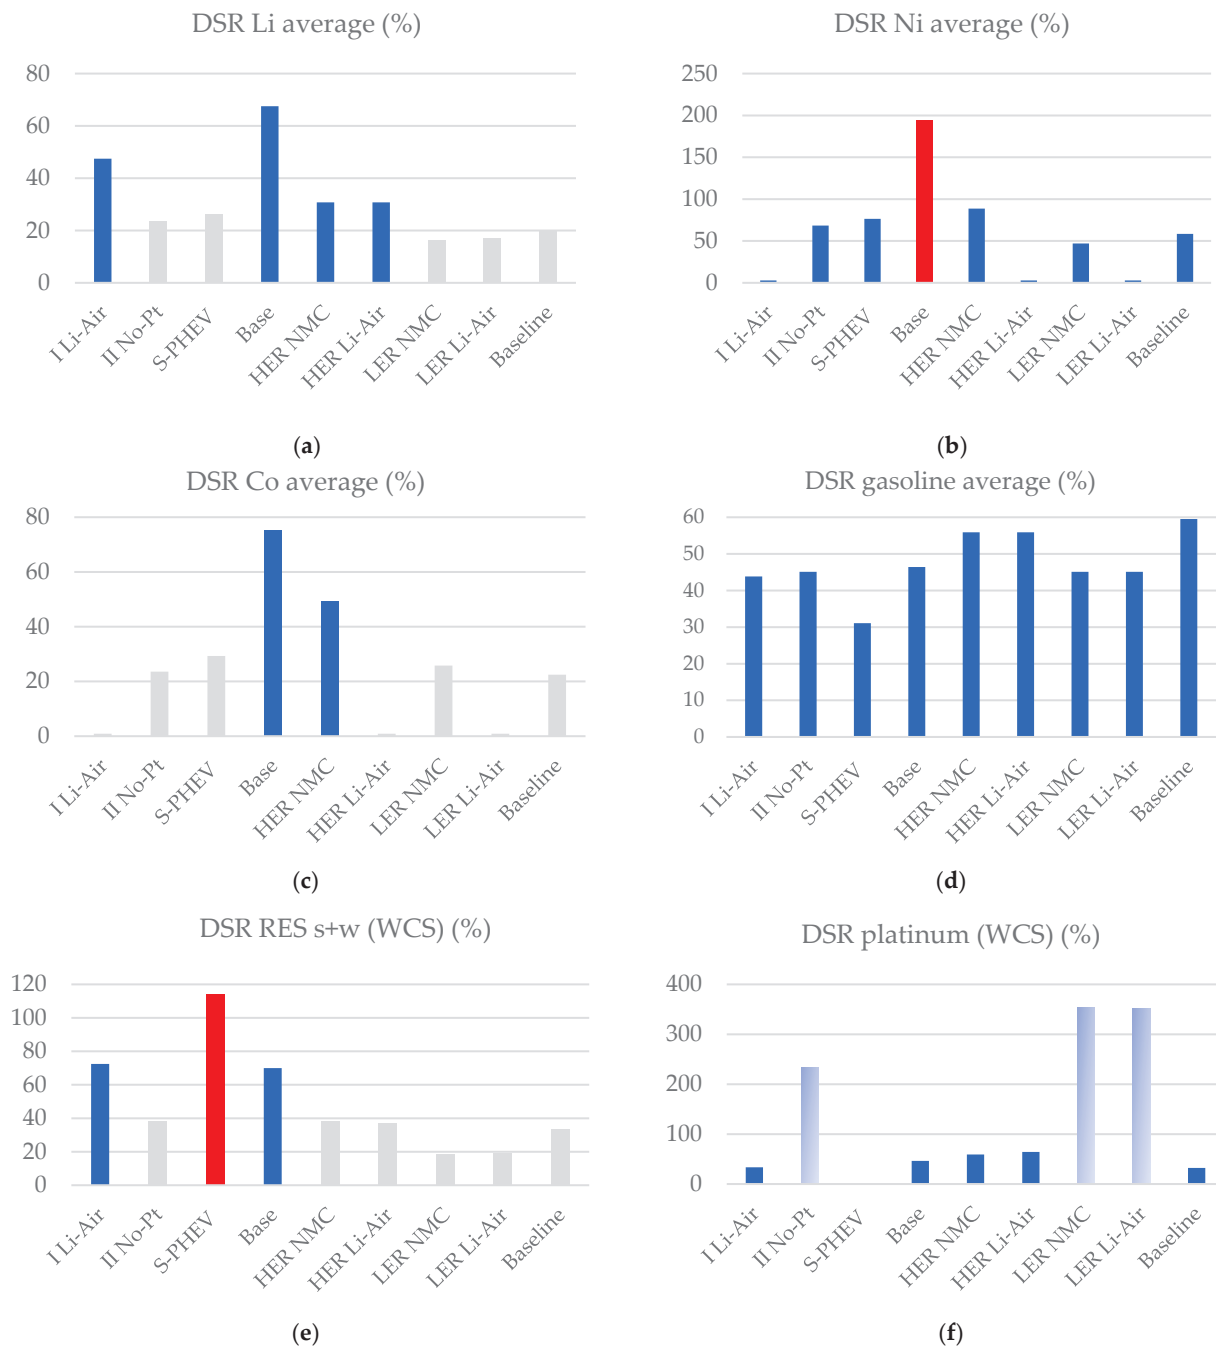 DSR Li average (%)
80
60
40
20
0
I Li-Air
II No-Pt
S-PHEV
Base
HER NMC
HER Li-Air
LER NMC
LER Li-Air
Baseline
(a)
DSR Ni average (%)
250
200
150
100
50
0
I Li-Air
II No-Pt
S-PHEV
Base
HER NMC
HER Li-Air
LER NMC
LER Li-Air
Baseline
(b)
DSR Co average (%)
80
60
40
20
0
I Li-Air
II No-Pt
S-PHEV
Base
HER NMC
HER Li-Air
LER NMC
LER Li-Air
Baseline
(c)
DSR gasoline average (%)
60
50
40
30
20
10
0
I Li-Air
II No-Pt
S-PHEV
Base
HER NMC
HER Li-Air
LER NMC
LER Li-Air
Baseline
(d)
DSR RES s+w (WCS) (%)
120
100
80
60
40
20
0
I Li-Air
II No-Pt
S-PHEV
Base
HER NMC
HER Li-Air
LER NMC
LER Li-Air
Baseline
(e)
DSR platinum (WCS) (%)
400
300
200
100
0
I Li-Air
II No-Pt
S-PHEV
Base
HER NMC
HER Li-Air
LER NMC
LER Li-Air
Baseline
(f)